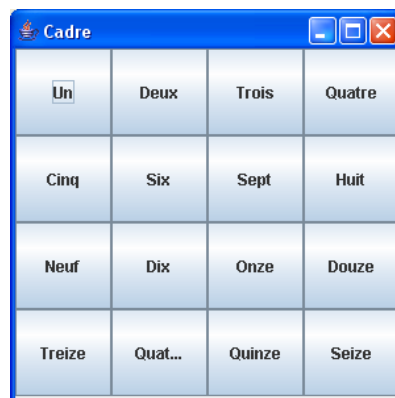 Cadre
Un Deux Trois Quatre
Cinq Six Sept Huit
Neuf Dix Onze Douze
Treize Quat... Quinze Seize